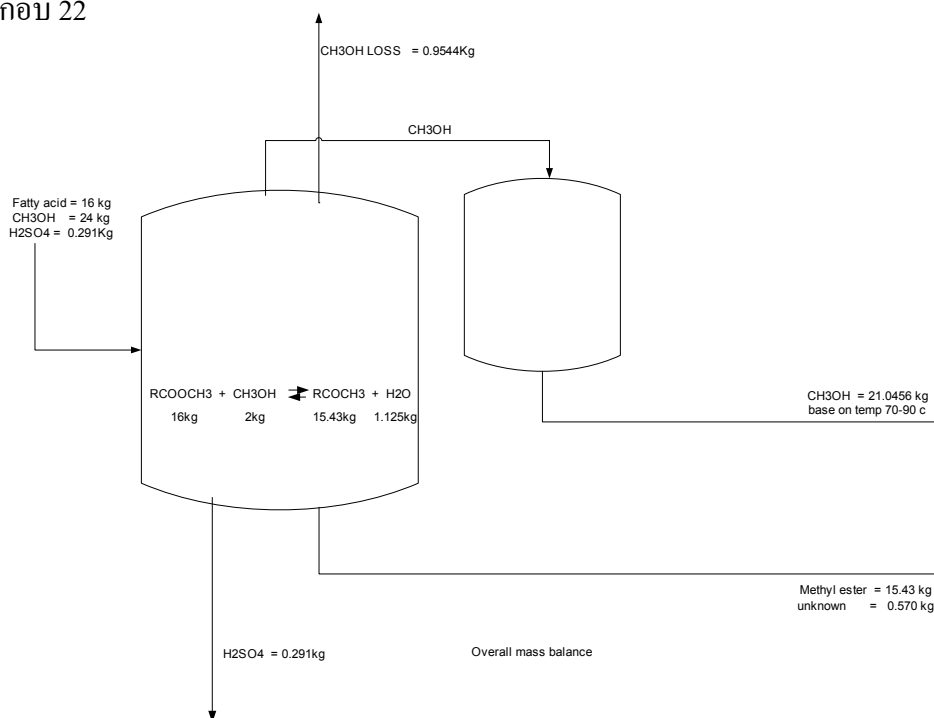 กอบ 22
CH3OH LOSS = 0.9544Kg
CH3OH
Fatty acid = 16 kg
CH3OH = 24 kg
H2SO4 = 0.291Kg
RCOOCH3 + CH3OH ⇌ RCOCH3 + H2O
16kg 2kg 15.43kg 1.125kg
CH3OH = 21.0456 kg
base on temp 70-90 c
Methyl ester = 15.43 kg
unknown = 0.570 kg
H2SO4 = 0.291kg
Overall mass balance